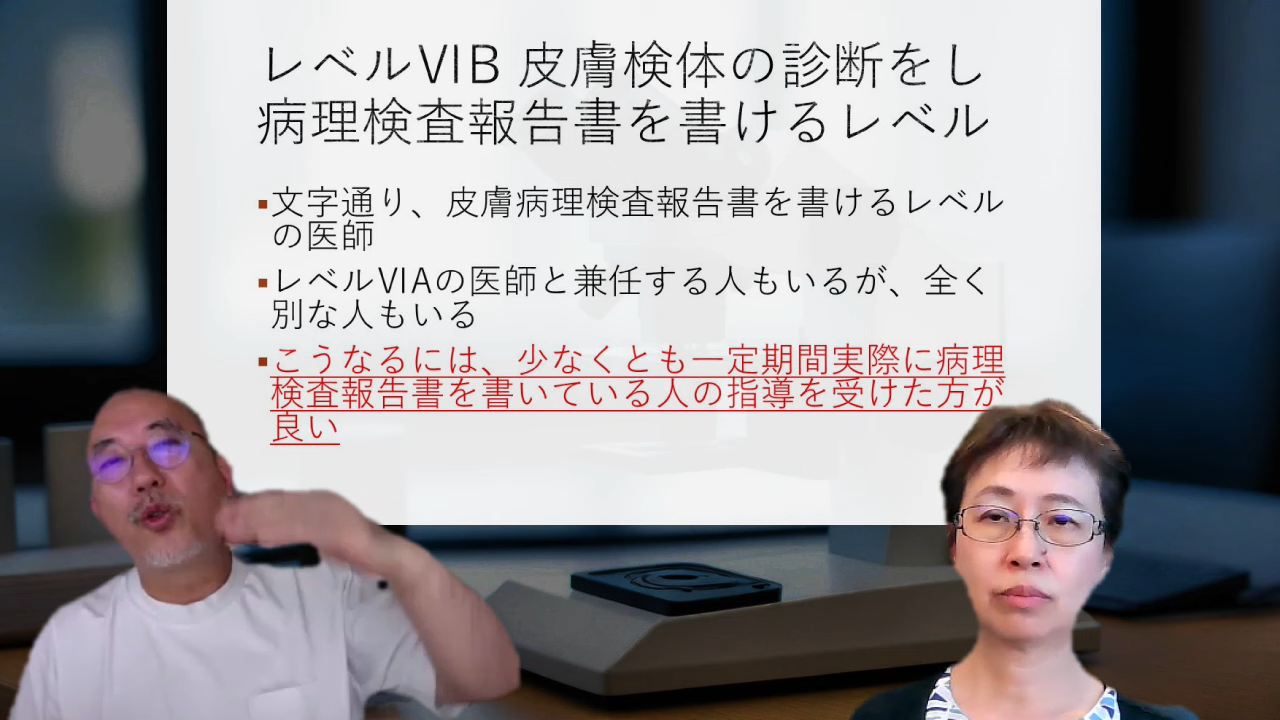 レベルVIB 皮膚検体の診断をし
病理検査報告書を書けるレベル
▪文字通り、皮膚病理検査報告書を書けるレベル
の医師
▪レベルVIAの医師と兼任する人もいるが、全く
別な人もいる
▪こうなるには、少なくとも一定期間実際に病理
検査報告書を書いている人の指導を受けた方が
良い